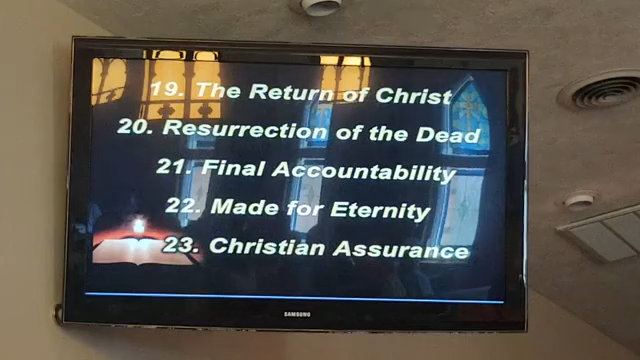 19. The Return of Christ
20. Resurrection of the Dead
21. Final Accountability
22. Made for Eternity
23. Christian Assurance
SAMSUNG